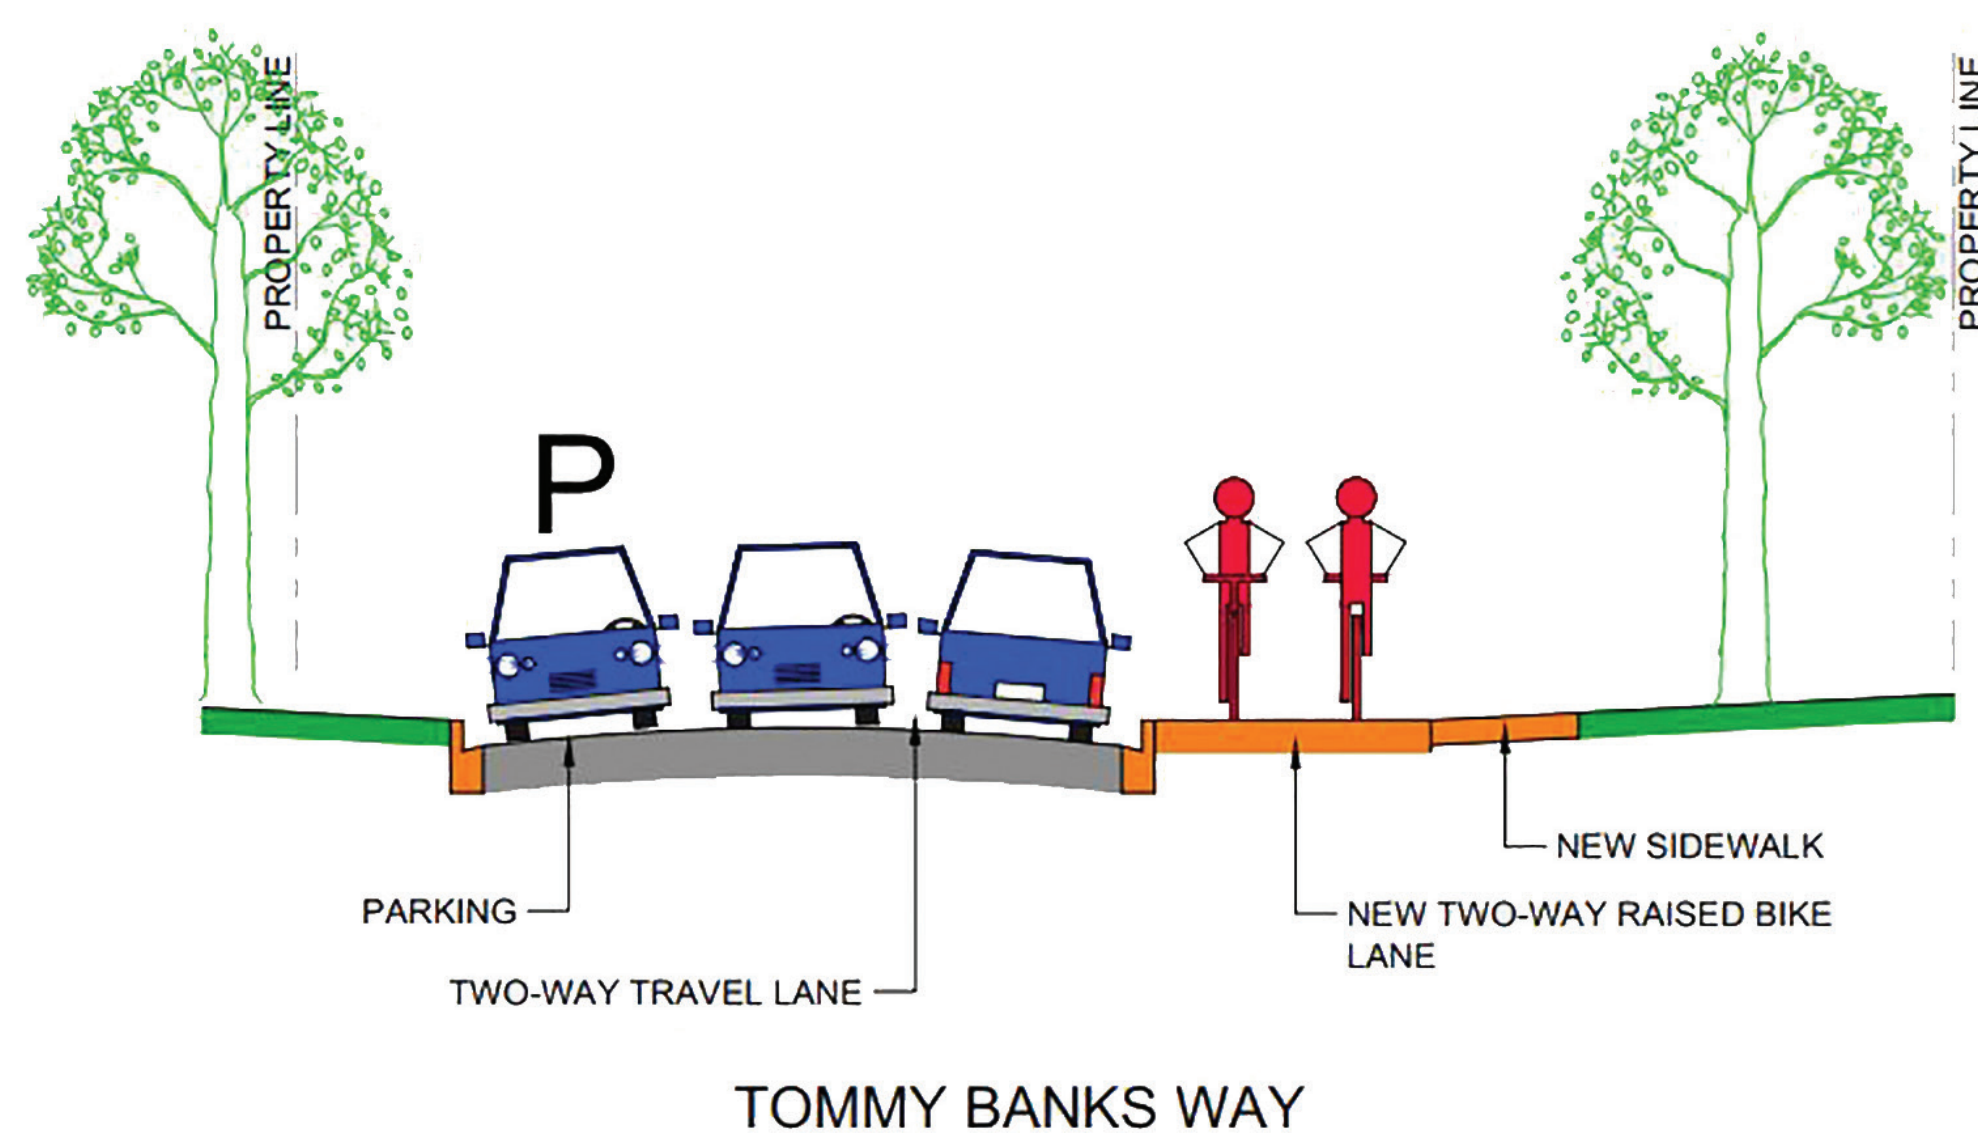 PROPERTY LINE
PROPERTY LINE
P
NEW SIDEWALK
PARKING
NEW TWO-WAY RAISED BIKE
LANE
TWO-WAY TRAVEL LANE
TOMMY BANKS WAY